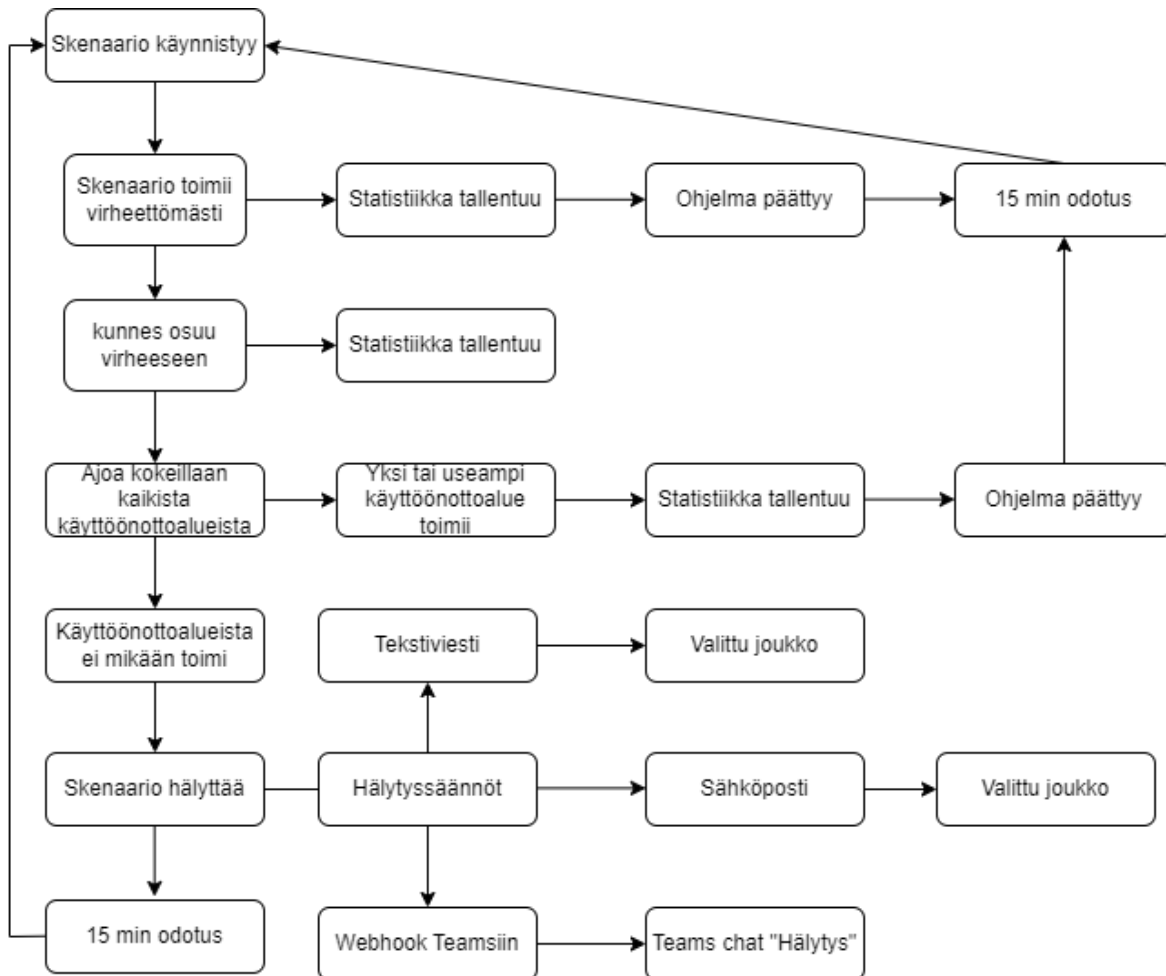 Skenaario käynnistyy
Skenaario toimii
virheettömästi
Statistiikka tallentuu
Ohjelma päättyy
15 min odotus
kunnes osuu
virheeseen
Statistiikka tallentuu
Ajoa kokeillaan
kaikista
käyttöönottoalueista
Yksi tai useampi
käyttöönottoalue
toimii
Statistiikka tallentuu
Ohjelma päättyy
Käyttöönottoalueista
ei mikään toimi
Tekstiviesti
Valittu joukko
Skenaario hälyttää
Hälytyssäännöt
Sähköposti
Valittu joukko
15 min odotus
Webhook Teamsiin
Teams chat "Hälytys"